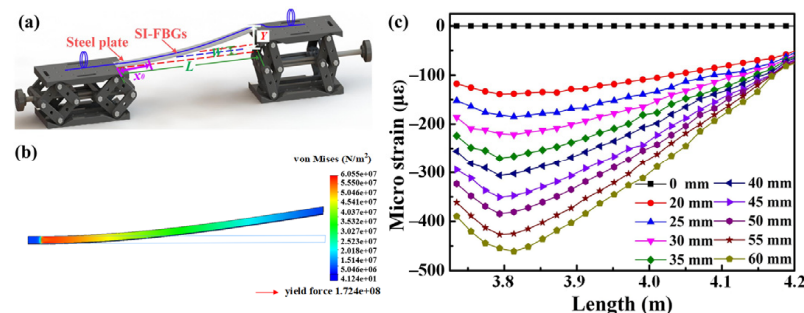 (a)
SI-FBGs
Steel plate
Y
W
L
X₀
(b)
von Mises (N/m²)
6.055e+07
5.550e+07
5.046e+07
4.541e+07
4.037e+07
3.532e+07
3.027e+07
2.523e+07
2.018e+07
1.514e+07
5.046e+06
4.124e+01
yield force 1.724e+08
(c)
Micro strain (με)
0
−100
−200
−300
−400
−500
0 mm
20 mm
25 mm
30 mm
35 mm
40 mm
45 mm
50 mm
55 mm
60 mm
3.8 3.9 4.0 4.1 4.2
Length (m)